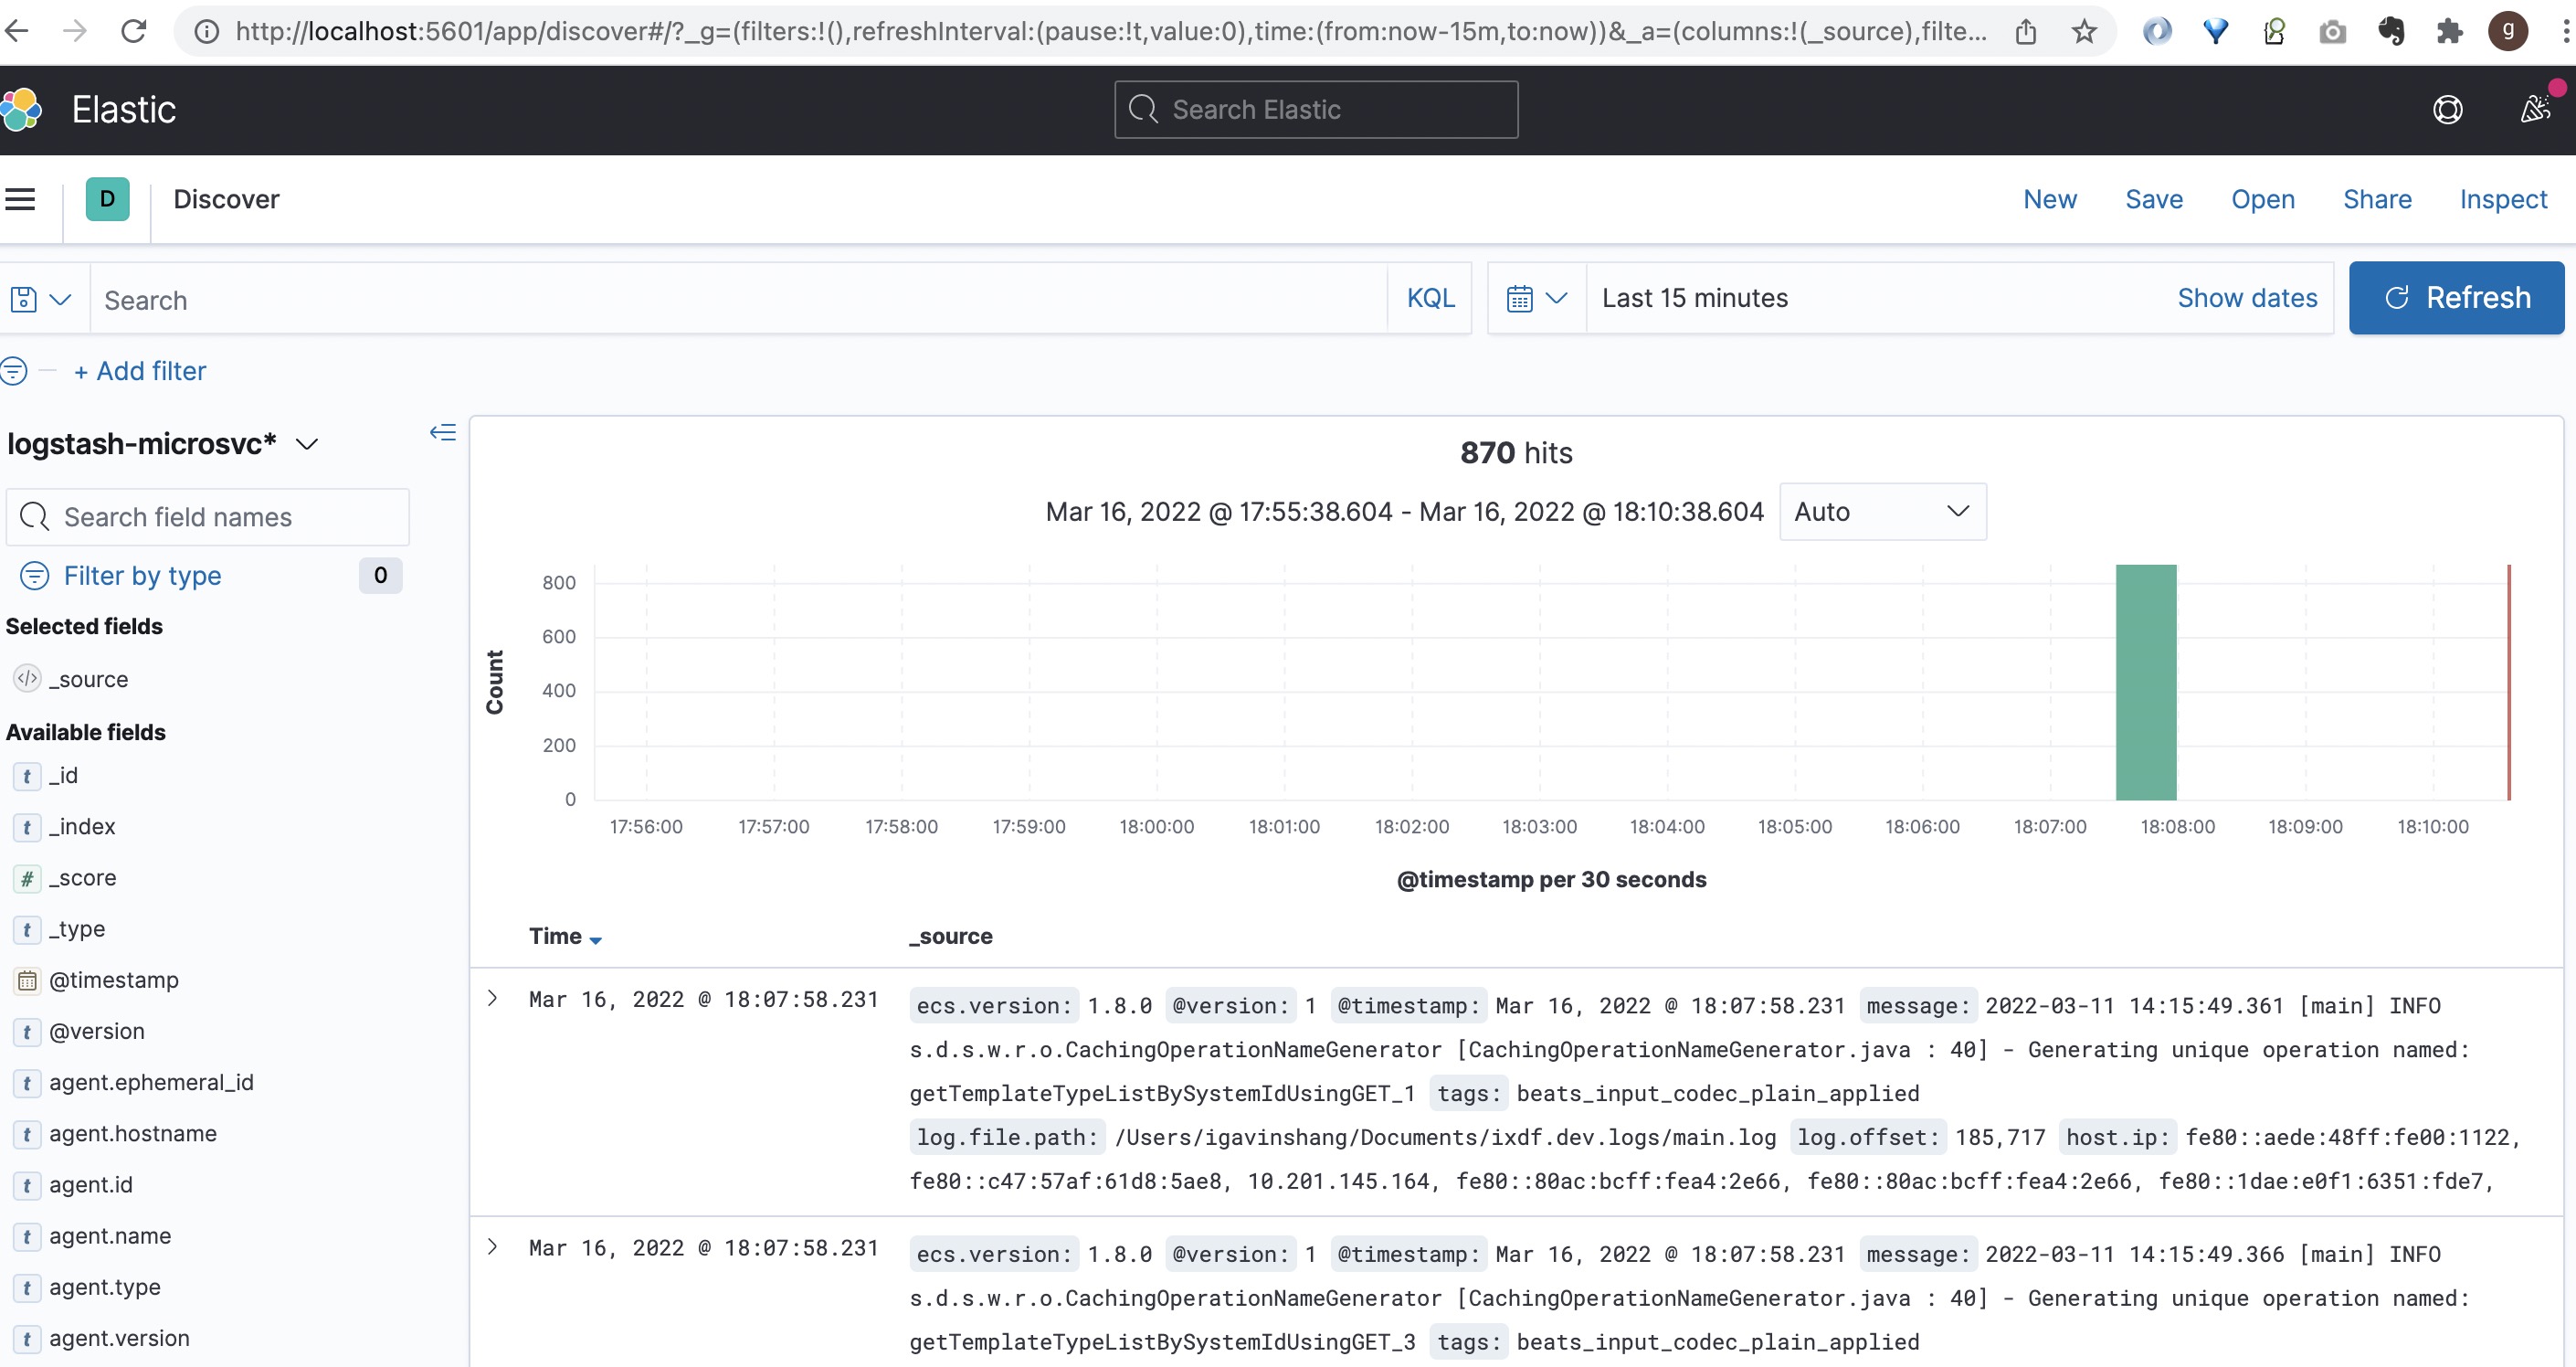 http://localhost:5601/app/discover#/?_g=(filters:!(),refreshInterval:(pause:!t,value:0),time:(from:now-15m,to:now))&_a=(columns:!(_source),filte...
g
Elastic
Search Elastic
D
Discover
New
Save
Open
Share
Inspect
Search
KQL
Last 15 minutes
Show dates
Refresh
+ Add filter
logstash-microsvc*
Search field names
Filter by type
0
Selected fields
_source
Available fields
t _id
t _index
# _score
t _type
@timestamp
t @version
t agent.ephemeral_id
t agent.hostname
t agent.id
t agent.name
t agent.type
t agent.version
870 hits
Mar 16, 2022 @ 17:55:38.604 - Mar 16, 2022 @ 18:10:38.604
Auto
Count
800
600
400
200
0
17:56:00 17:57:00 17:58:00 17:59:00 18:00:00 18:01:00 18:02:00 18:03:00 18:04:00 18:05:00 18:06:00 18:07:00 18:08:00 18:09:00 18:10:00
@timestamp per 30 seconds
Time _source
Mar 16, 2022 @ 18:07:58.231 ecs.version: 1.8.0 @version: 1 @timestamp: Mar 16, 2022 @ 18:07:58.231 message: 2022-03-11 14:15:49.361 [main] INFO
s.d.s.w.r.o.CachingOperationNameGenerator [CachingOperationNameGenerator.java : 40] - Generating unique operation named:
getTemplateTypeListBySystemIdUsingGET_1 tags: beats_input_codec_plain_applied
log.file.path: /Users/igavinshang/Documents/ixdf.dev.logs/main.log log.offset: 185,717 host.ip: fe80::aede:48ff:fe00:1122,
fe80::c47:57af:61d8:5ae8, 10.201.145.164, fe80::80ac:bcff:fea4:2e66, fe80::80ac:bcff:fea4:2e66, fe80::1dae:e0f1:6351:fde7,
Mar 16, 2022 @ 18:07:58.231 ecs.version: 1.8.0 @version: 1 @timestamp: Mar 16, 2022 @ 18:07:58.231 message: 2022-03-11 14:15:49.366 [main] INFO
s.d.s.w.r.o.CachingOperationNameGenerator [CachingOperationNameGenerator.java : 40] - Generating unique operation named:
getTemplateTypeListBySystemIdUsingGET_3 tags: beats_input_codec_plain_applied